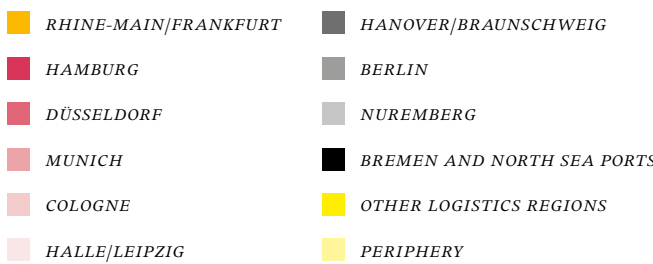 RHINE-MAIN/FRANKFURT
HAMBURG
DÜSSELDORF
MUNICH
COLOGNE
HALLE/LEIPZIG
HANOVER/BRAUNSCHWEIG
BERLIN
NUREMBERG
BREMEN AND NORTH SEA PORTS
OTHER LOGISTICS REGIONS
PERIPHERY